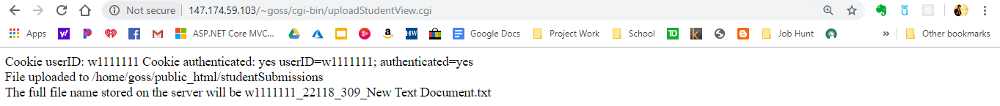 Not secure | 147.174.59.103/~goss/cgi-bin/uploadStudentView.cgi
Apps ASP.NET Core MVC... HW Google Docs Project Work School TD k Job Hunt » Other bookmarks
Cookie userID: w1111111 Cookie authenticated: yes userID=w1111111; authenticated=yes
File uploaded to /home/goss/public_html/studentSubmissions
The full file name stored on the server will be w1111111_22118_309_New Text Document.txt